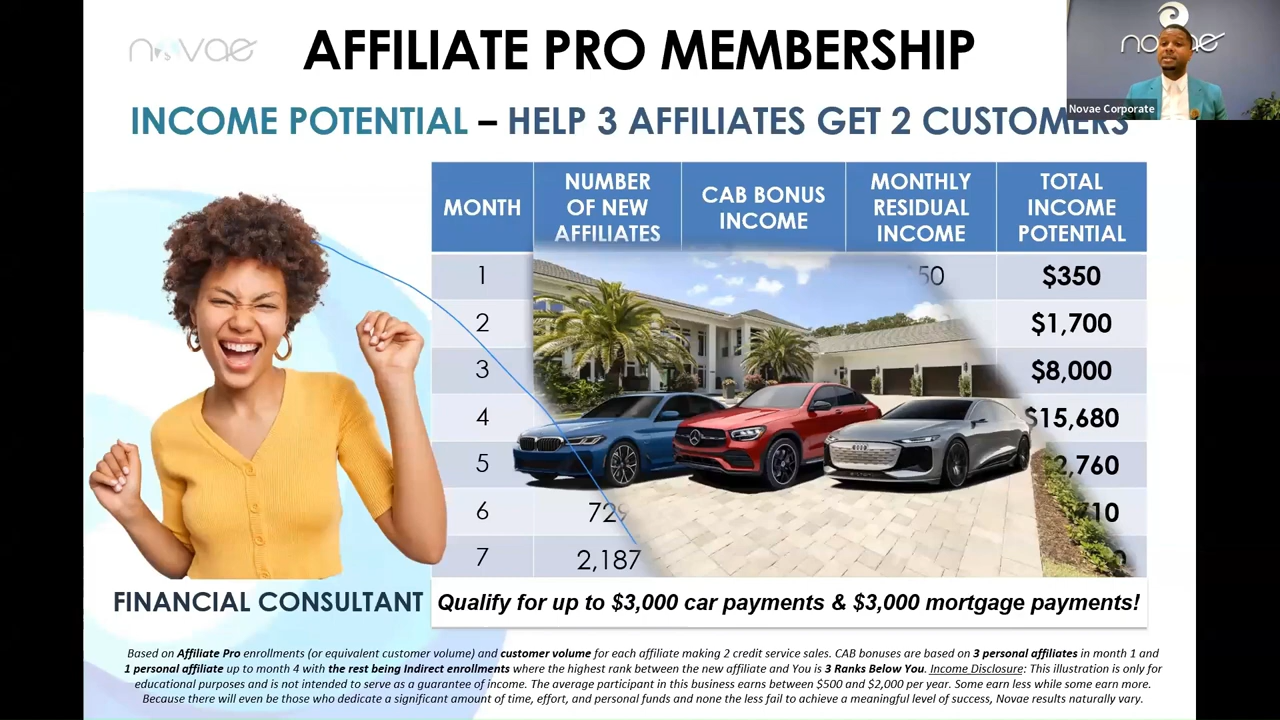 novae
AFFILIATE PRO MEMBERSHIP
novae
Novae Corporate
INCOME POTENTIAL – HELP 3 AFFILIATES GET 2 CUSTOMERS
MONTH
NUMBER
OF NEW
AFFILIATES
CAB BONUS
INCOME
MONTHLY
RESIDUAL
INCOME
TOTAL
INCOME
POTENTIAL
1 50 $350
2 $1,700
3 $8,000
4 $15,680
5 2,760
6 729 710
7 2,187
FINANCIAL CONSULTANT
Qualify for up to $3,000 car payments & $3,000 mortgage payments!
Based on Affiliate Pro enrollments (or equivalent customer volume) and customer volume for each affiliate making 2 credit service sales. CAB bonuses are based on 3 personal affiliates in month 1 and
1 personal affiliate up to month 4 with the rest being Indirect enrollments where the highest rank between the new affiliate and You is 3 Ranks Below You. Income Disclosure: This illustration is only for
educational purposes and is not intended to serve as a guarantee of income. The average participant in this business earns between $500 and $2,000 per year. Some earn less while some earn more.
Because there will even be those who dedicate a significant amount of time, effort, and personal funds and none the less fail to achieve a meaningful level of success, Novae results naturally vary.